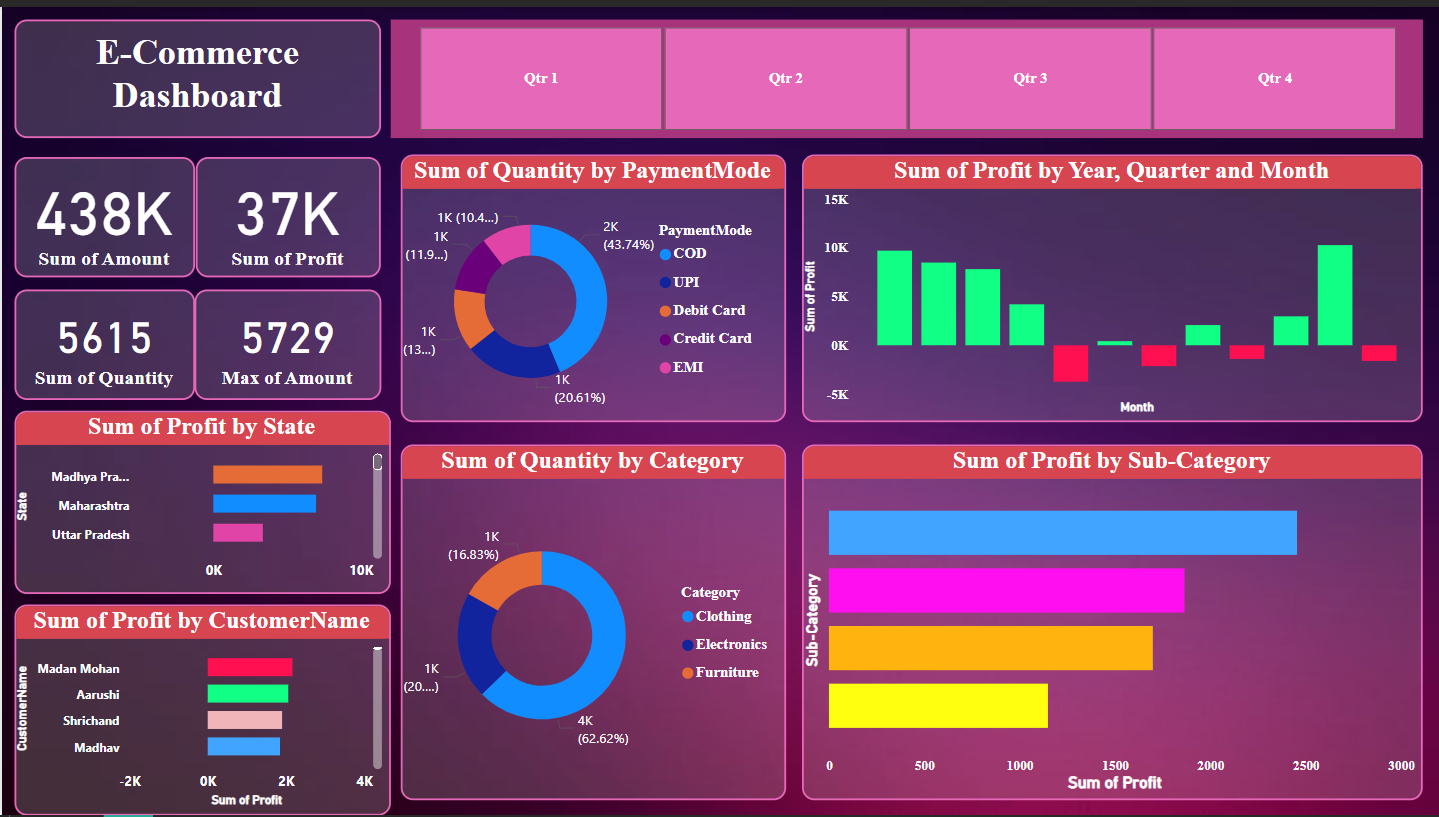 E-Commerce
Dashboard
Qtr 1
Qtr 2
Qtr 3
Qtr 4
438K
Sum of Amount
37K
Sum of Profit
5615
Sum of Quantity
5729
Max of Amount
Sum of Quantity by PaymentMode
1K (10.4...)
1K
(11.9...)
1K
(13...)
2K
(43.74%)
1K
(20.61%)
PaymentMode
COD
UPI
Debit Card
Credit Card
EMI
Sum of Profit by Year, Quarter and Month
Sum of Profit
15K
10K
5K
0K
-5K
Month
Sum of Profit by State
State
Madhya Pra...
Maharashtra
Uttar Pradesh
0K
10K
Sum of Profit by CustomerName
CustomerName
Madan Mohan
Aarushi
Shrichand
Madhav
-2K
0K
2K
4K
Sum of Profit
Sum of Quantity by Category
1K
(16.83%)
1K
(20....)
4K
(62.62%)
Category
Clothing
Electronics
Furniture
Sum of Profit by Sub-Category
Sub-Category
0
500
1000
1500
2000
2500
3000
Sum of Profit